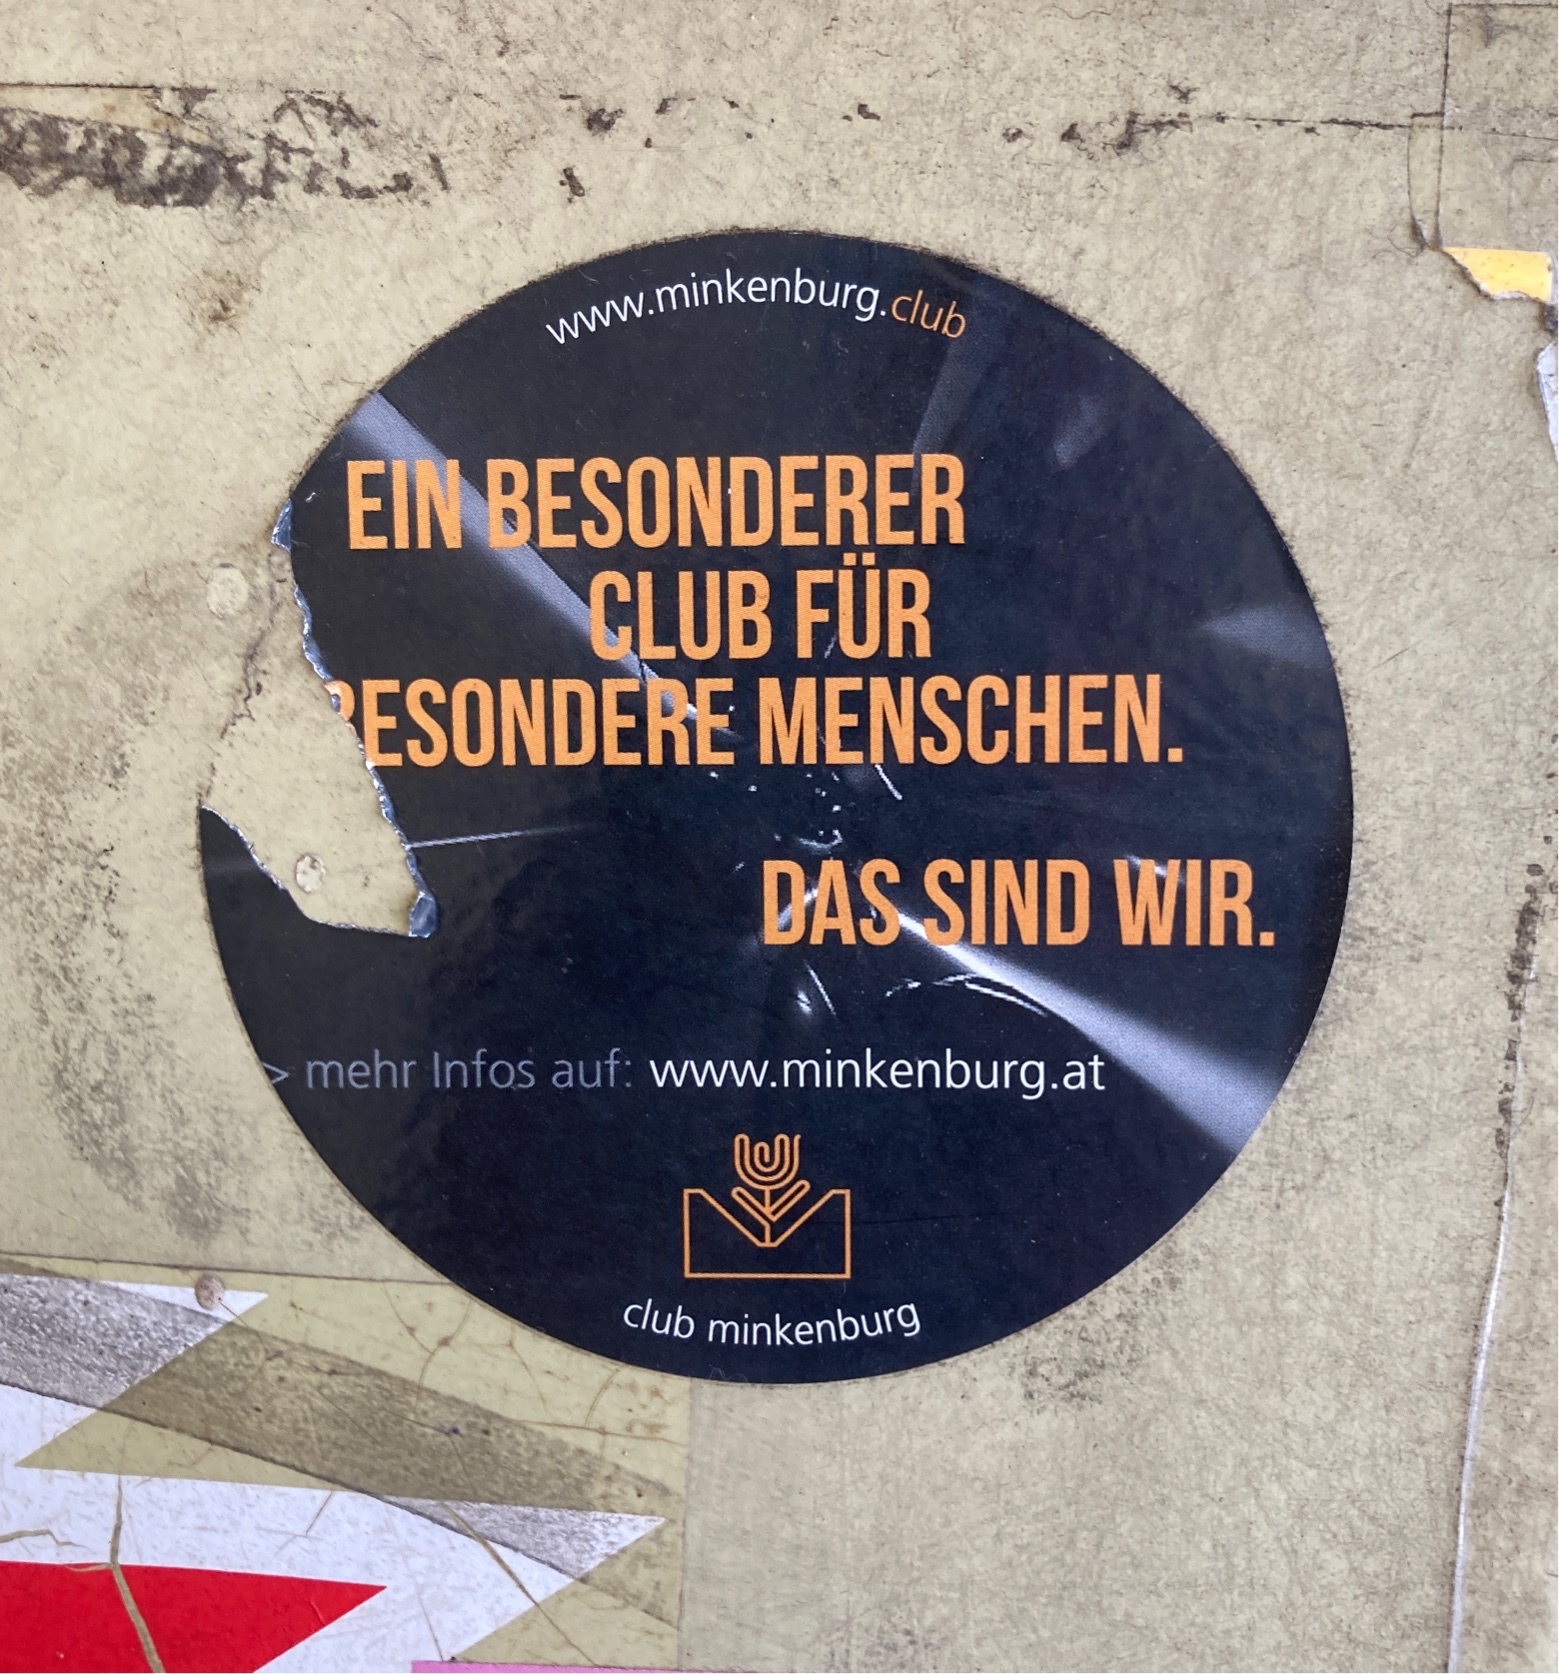 www.minkenburg.club
EIN BESONDERER
CLUB FÜR
BESONDERE MENSCHEN.
DAS SIND WIR.
> mehr Infos auf: www.minkenburg.at
club minkenburg